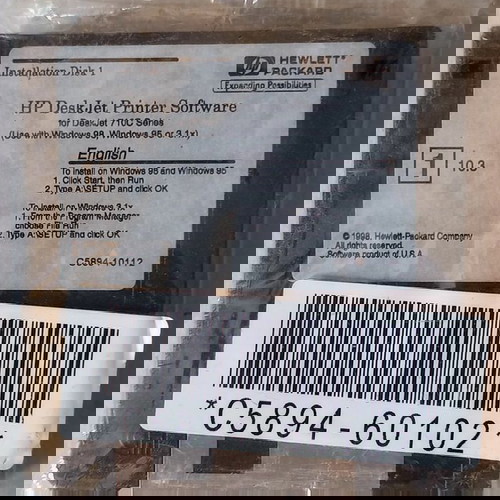 Installation Disk 1
hp HEWLETT®
PACKARD
Expanding Possibilities
HP DeskJet Printer Software
for DeskJet 710C Series
(Use with Windows 98, Windows 95 or 3.1x)
English
To install on Windows 98 and Windows 95
1. Click Start, then Run
2. Type A:\SETUP and click OK
To install on Windows 3.1x
1. From the Program Manager
choose File Run
2. Type A:\SETUP and click OK
1
10.3
© 1998, Hewlett-Packard Company
All rights reserved.
Software product of U.S.A.
C5894-10112
*C5894-60102